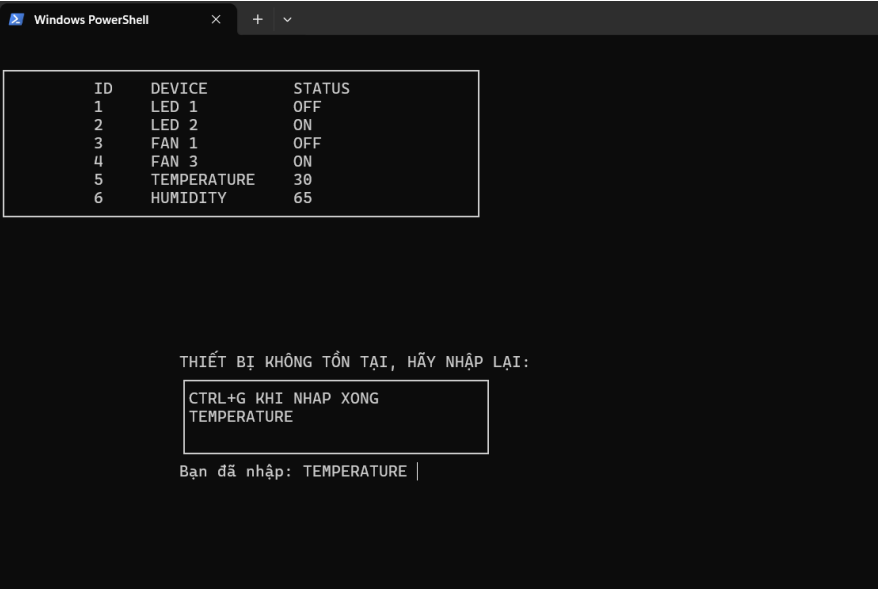 Windows PowerShell
ID DEVICE STATUS
1 LED 1 OFF
2 LED 2 ON
3 FAN 1 OFF
4 FAN 3 ON
5 TEMPERATURE 30
6 HUMIDITY 65
THIẾT BỊ KHÔNG TỒN TẠI, HÃY NHẬP LẠI:
CTRL+G KHI NHAP XONG
TEMPERATURE
Bạn đã nhập: TEMPERATURE